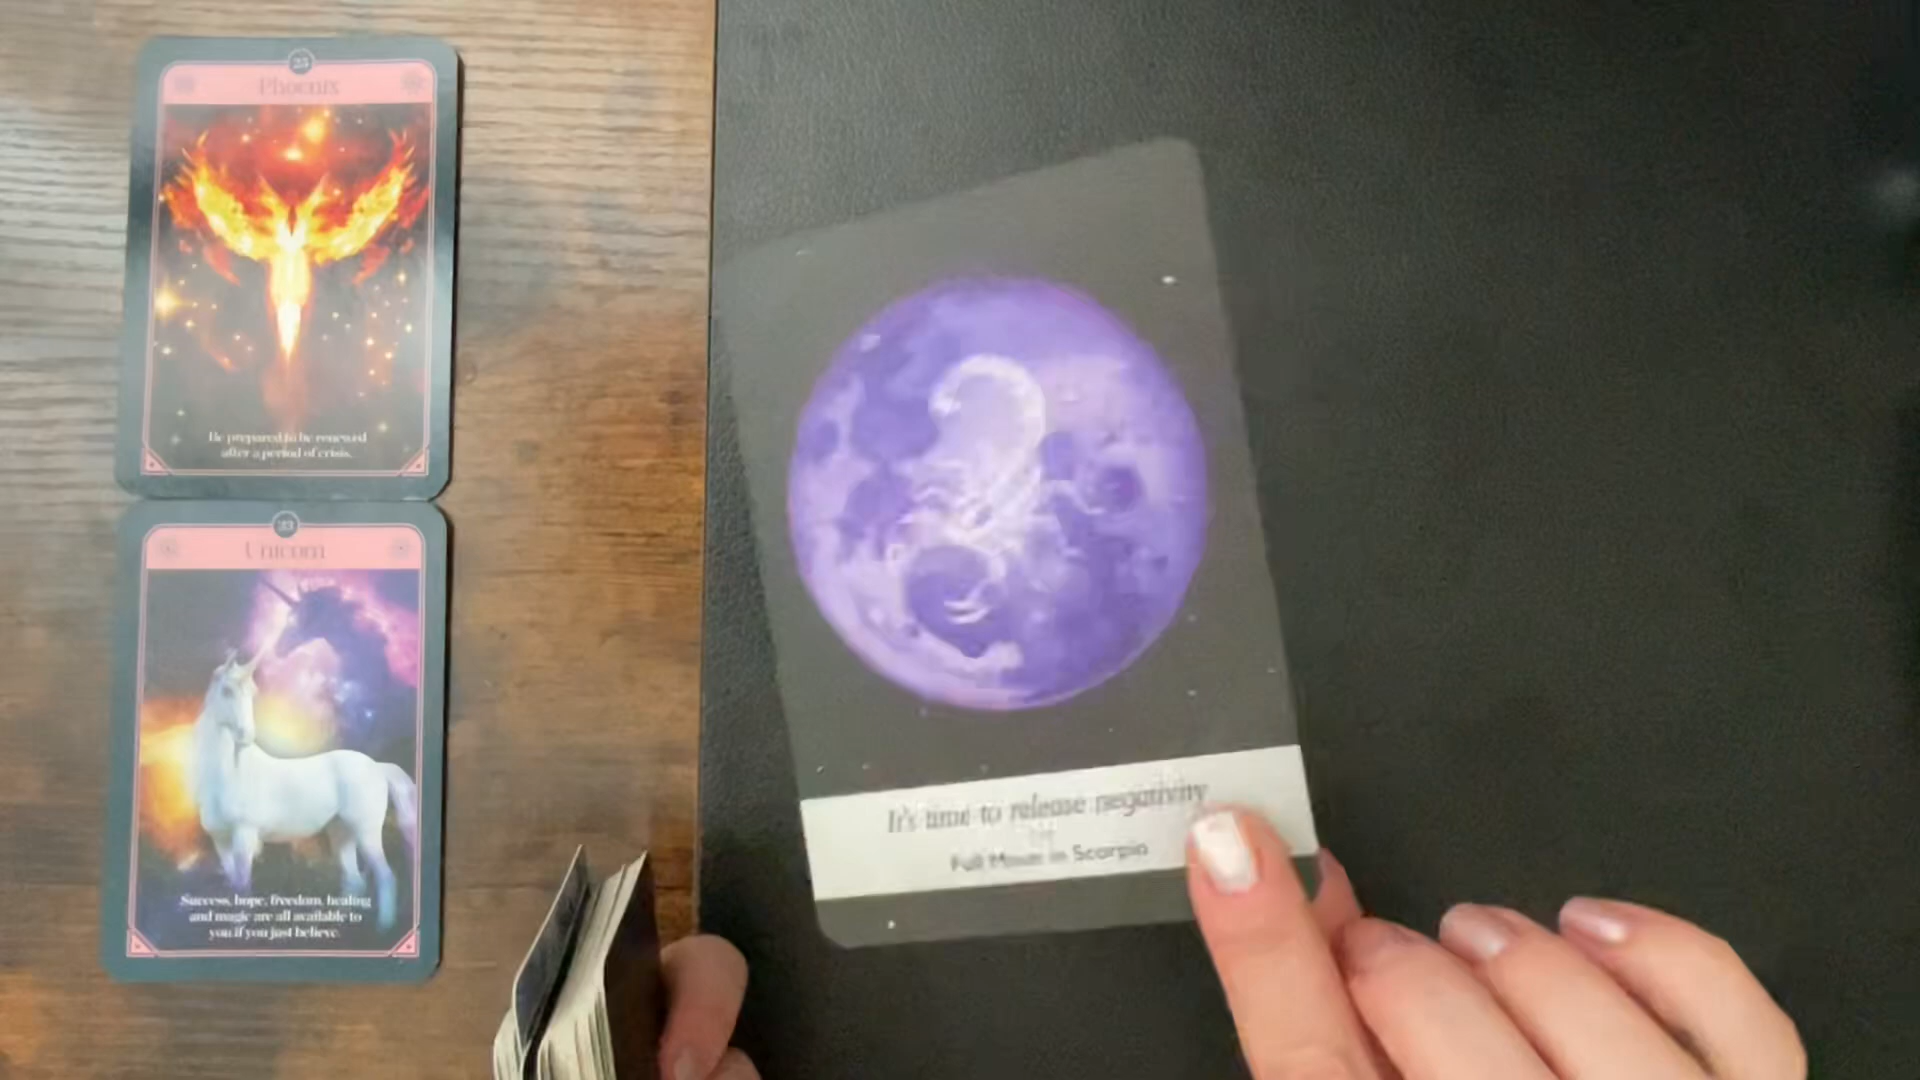 25
Phoenix
Be prepared to be renewed
after a period of crisis.
23
Unicorn
Success, hope, freedom, healing
and magic are all available to
you if you just believe.
It's time to release negativity
Full Moon in Scorpio